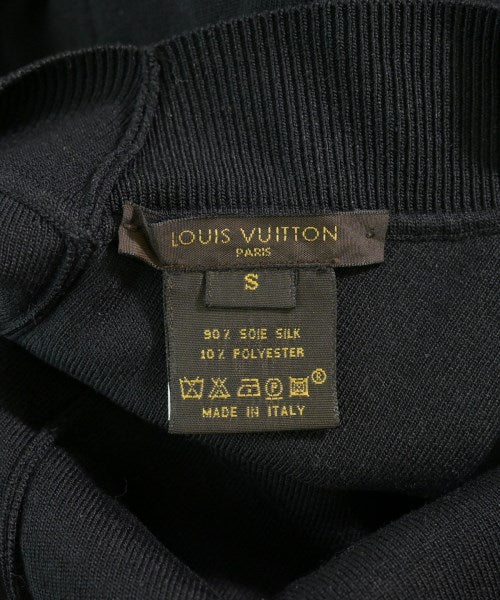 LOUIS VUITTON
PARIS
S
90% SOIE SILK
10% POLYESTER
P ®
MADE IN ITALY